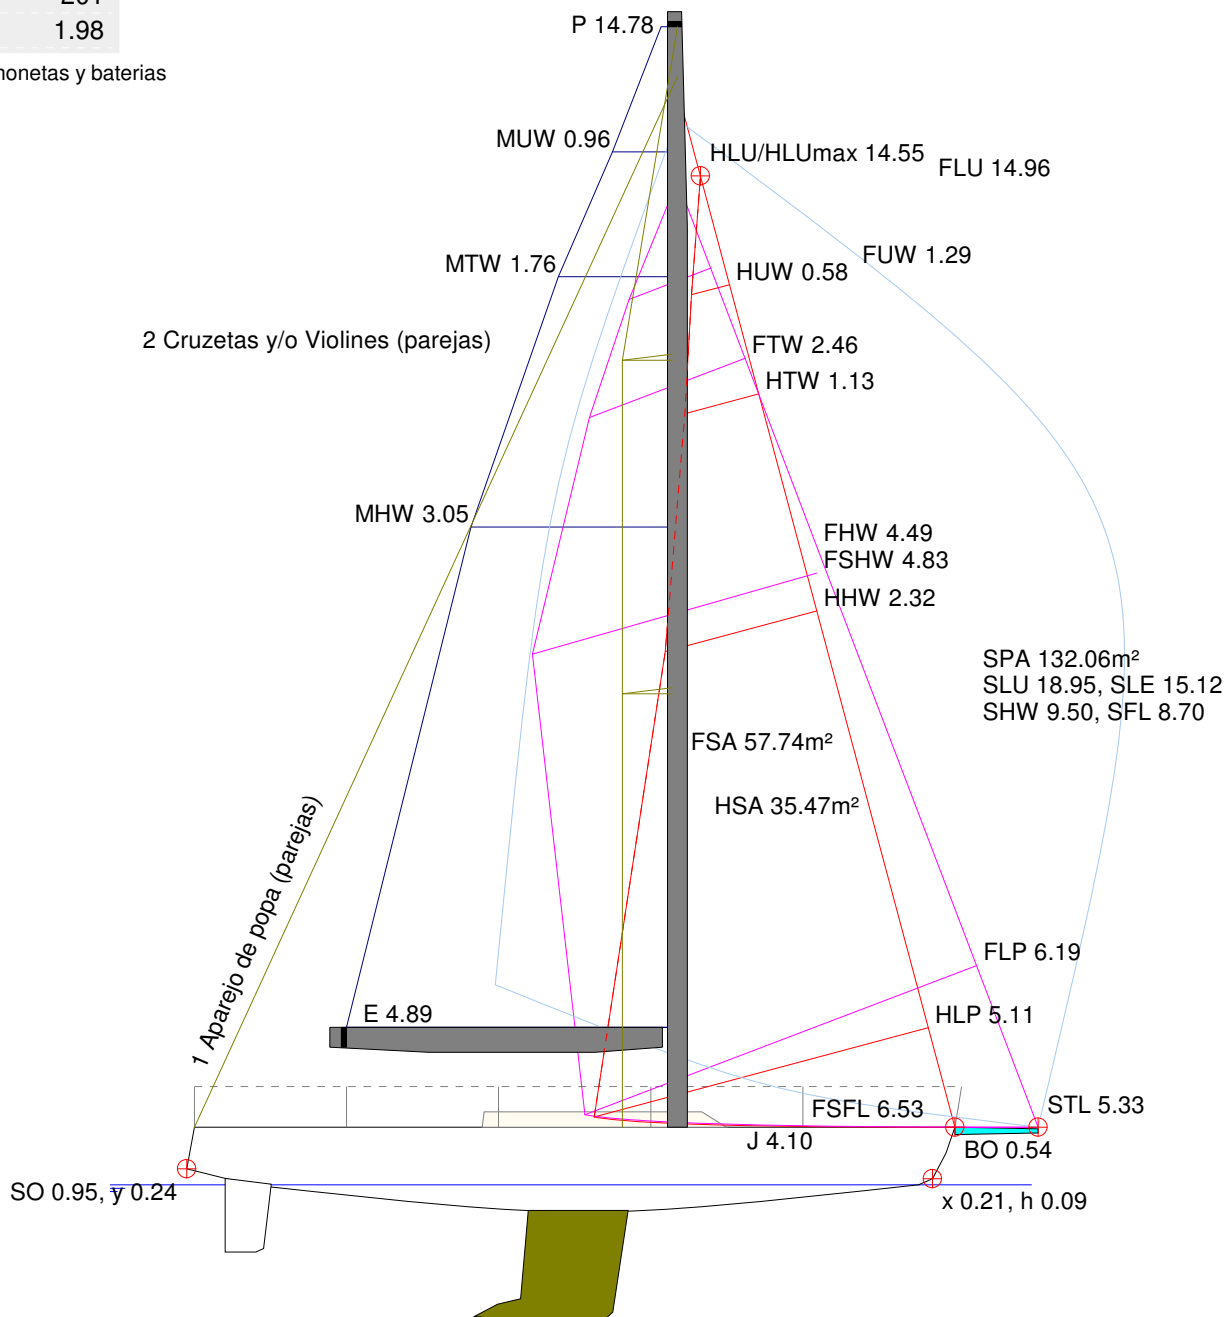 1.98
P 14.78
MUW 0.96
HLU/HLUmax 14.55
FLU 14.96
MTW 1.76
HUW 0.58
FUW 1.29
2 Cruzetas y/o Violines (parejas)
FTW 2.46
HTW 1.13
MHW 3.05
FHW 4.49
FSHW 4.83
HHW 2.32
SPA 132.06m²
SLU 18.95, SLE 15.12
SHW 9.50, SFL 8.70
FSA 57.74m²
HSA 35.47m²
1 Aparejo de popa (parejas)
FLP 6.19
E 4.89
HLP 5.11
FSFL 6.53
STL 5.33
J 4.10
BO 0.54
SO 0.95, y 0.24
x 0.21, h 0.09
y baterias